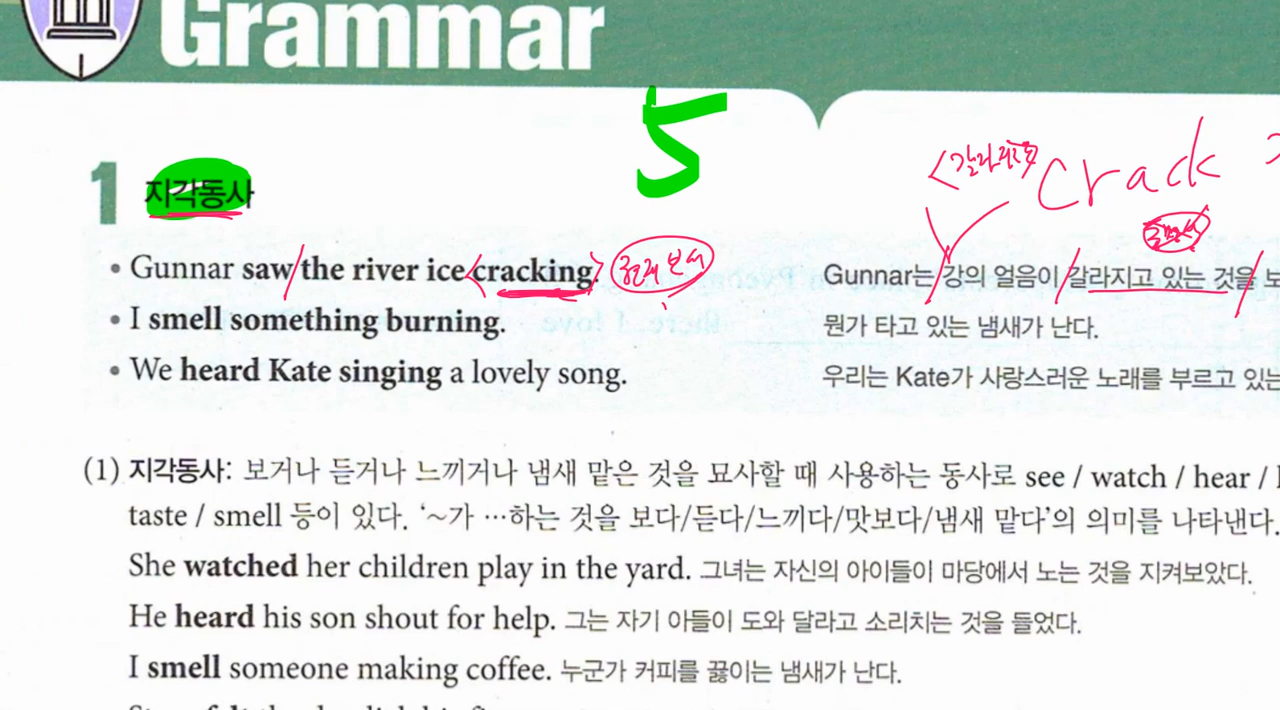 Grammar
5
<갈라지다
crack
1 지각동사
• Gunnar saw/the river ice<cracking>.
Gunnar는/강의 얼음이/갈라지고 있는 것을/보
• I smell something burning.
뭔가 타고 있는 냄새가 난다.
• We heard Kate singing a lovely song.
우리는 Kate가 사랑스러운 노래를 부르고 있는
(1) 지각동사: 보거나 듣거나 느끼거나 냄새 맡은 것을 묘사할 때 사용하는 동사로 see / watch / hear /
taste / smell 등이 있다. ‘~가 …하는 것을 보다/듣다/느끼다/맛보다/냄새 맡다’의 의미를 나타낸다.
She watched her children play in the yard. 그녀는 자신의 아이들이 마당에서 노는 것을 지켜보았다.
He heard his son shout for help. 그는 자기 아들이 도와 달라고 소리치는 것을 들었다.
I smell someone making coffee. 누군가 커피를 끓이는 냄새가 난다.